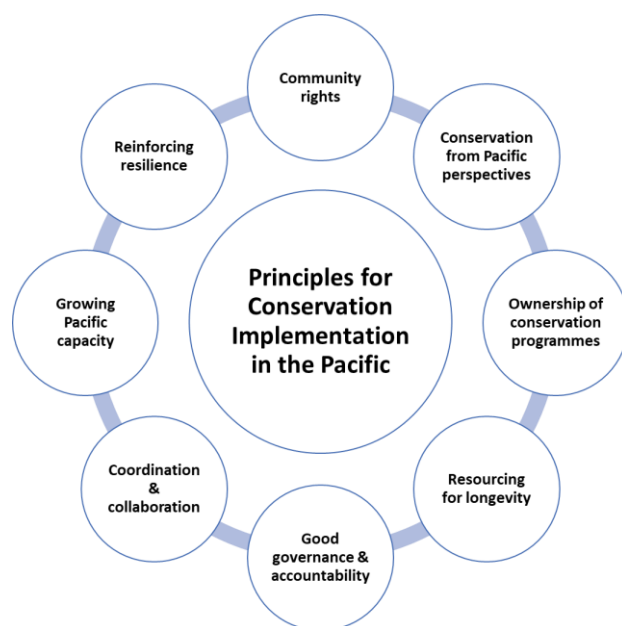 Community
rights
Conservation
from Pacific
perspectives
Ownership of
conservation
programmes
Resourcing
for longevity
Good
governance &
accountability
Coordination
&
collaboration
Growing
Pacific
capacity
Reinforcing
resilience
Principles for
Conservation
Implementation
in the Pacific